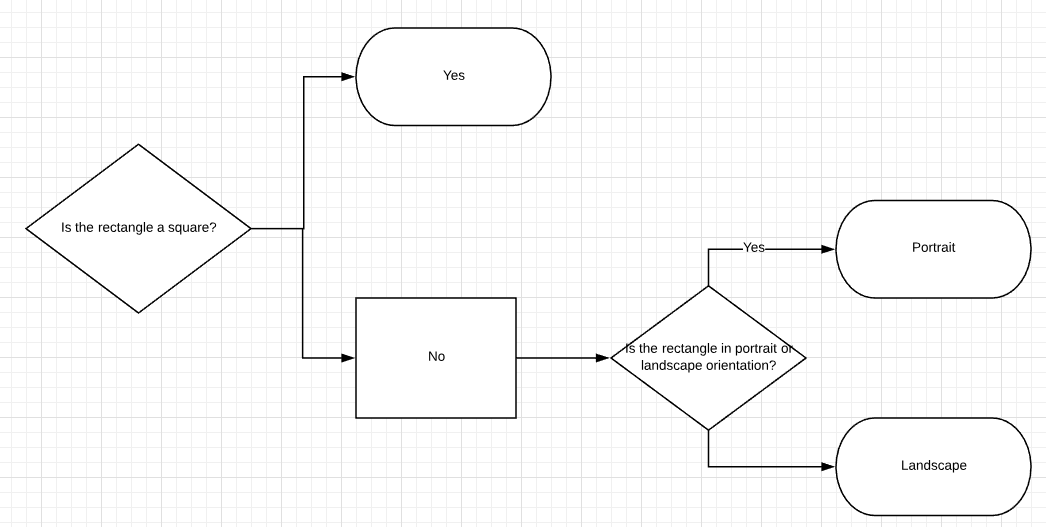 Yes
Is the rectangle a square?
Yes
Portrait
No
Is the rectangle in portrait or
landscape orientation?
Landscape